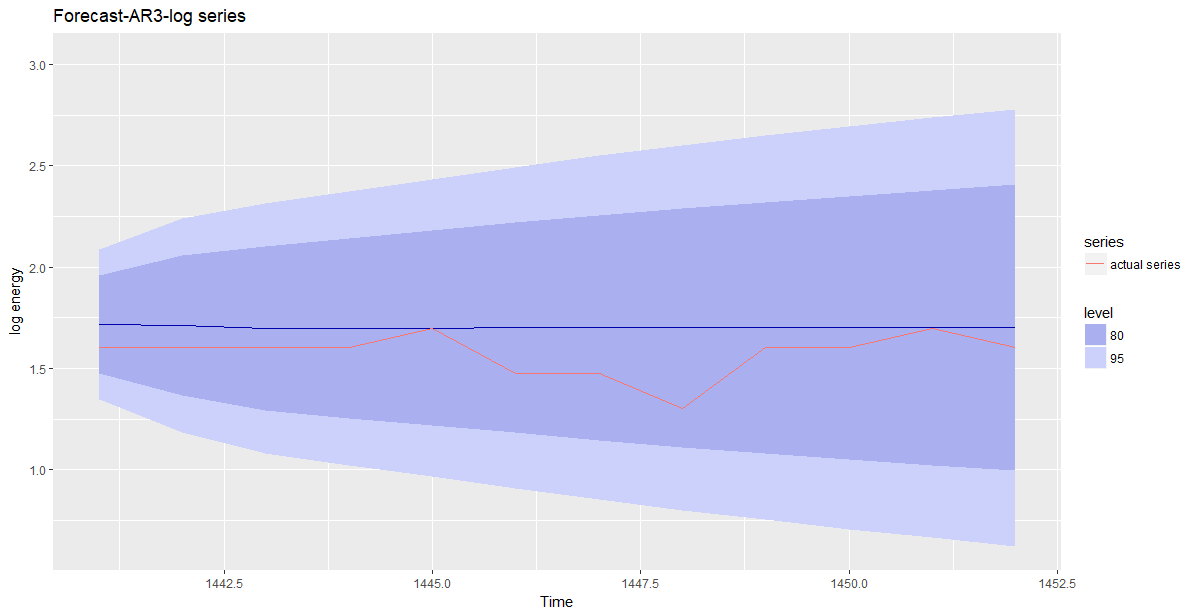 Forecast-AR3-log series
3.0
2.5
2.0
1.5
1.0
log energy
1442.5
1445.0
1447.5
1450.0
1452.5
Time
series
actual series
level
80
95